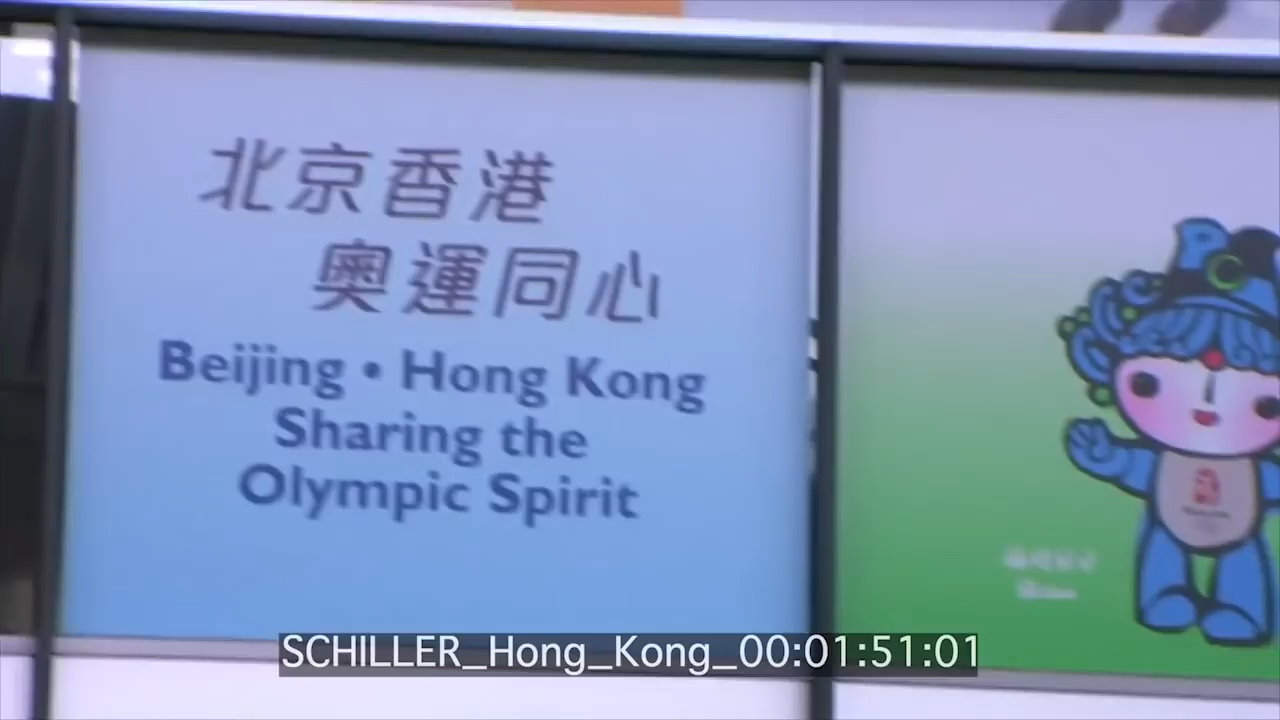 北京香港
奧運同心
Beijing • Hong Kong
Sharing the
Olympic Spirit
SCHILLER_Hong_Kong_00:01:51:01